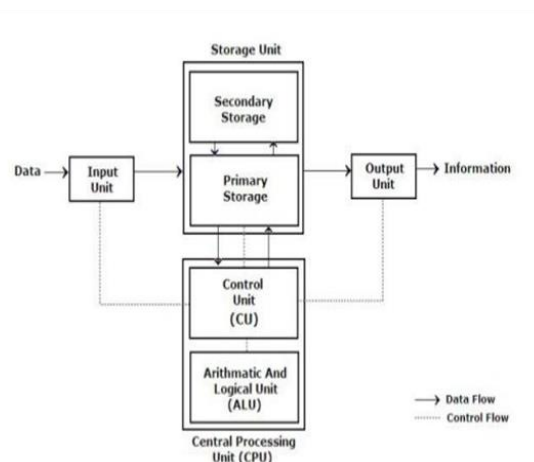 Storage Unit
Secondary
Storage
Data
Input
Unit
Primary
Storage
Output
Unit
Information
Control
Unit
(CU)
Arithmatic And
Logical Unit
(ALU)
Data Flow
Control Flow
Central Processing
Unit (CPU)